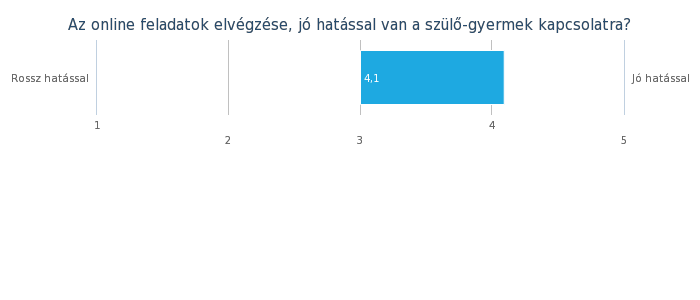 Az online feladatok elvégzése, jó hatással van a szülő-gyermek kapcsolatra?
Rossz hatással 4,1 Jó hatással
1 4
2 3 5